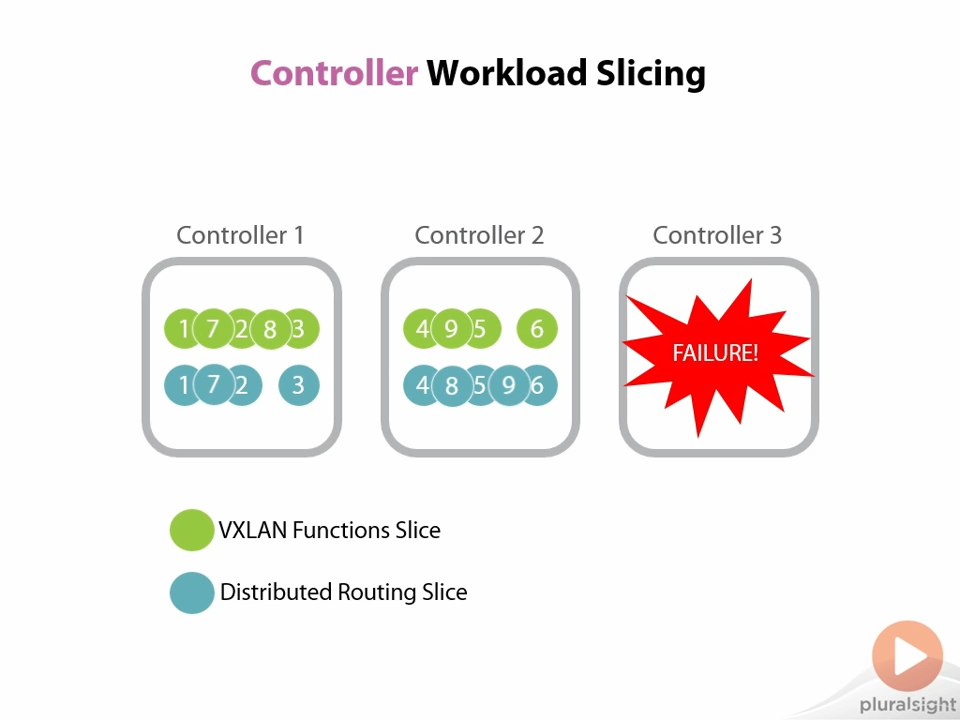 Controller Workload Slicing
Controller 1
Controller 2
Controller 3
1 7 2 8 3
4 9 5 6
FAILURE!
1 7 2 3
4 8 5 9 6
VXLAN Functions Slice
Distributed Routing Slice
pluralsight